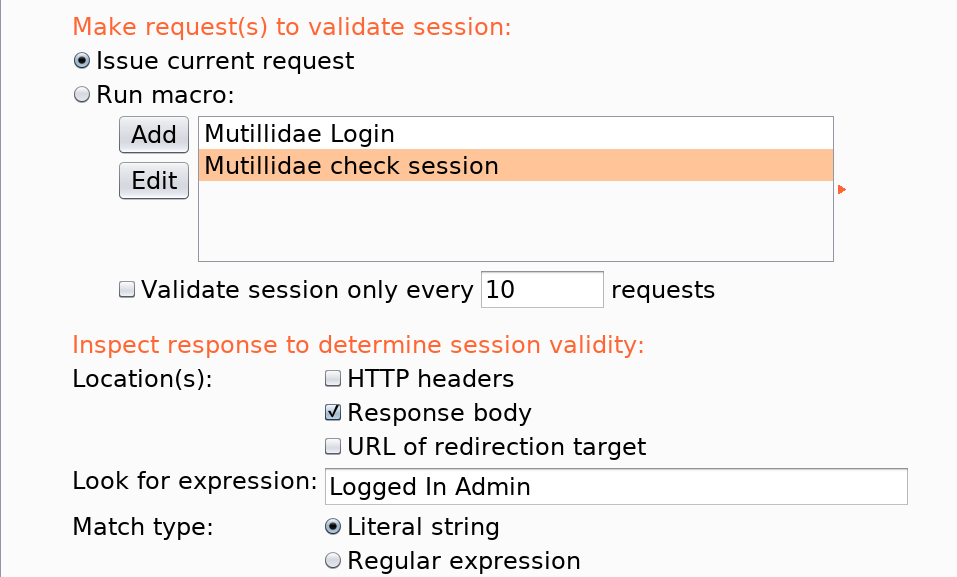 Make request(s) to validate session:
Issue current request
Run macro:
Add
Mutillidae Login
Edit
Mutillidae check session
Validate session only every 10 requests
Inspect response to determine session validity:
Location(s):
HTTP headers
Response body
URL of redirection target
Look for expression: Logged In Admin
Match type:
Literal string
Regular expression